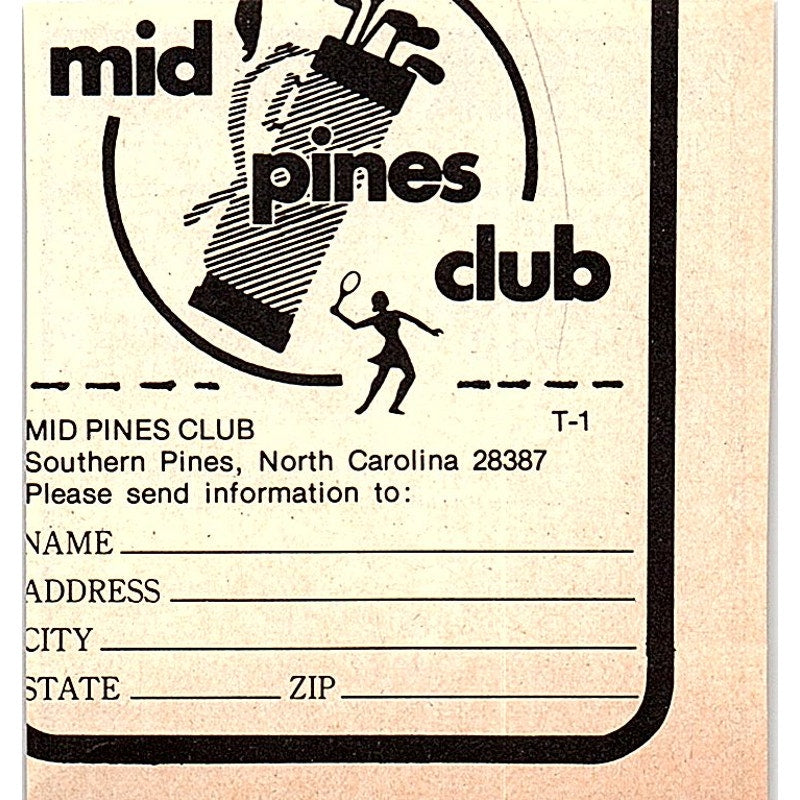 mid
pines
club
MID PINES CLUB T-1
Southern Pines, North Carolina 28387
Please send information to:
NAME
ADDRESS
CITY
STATE ZIP